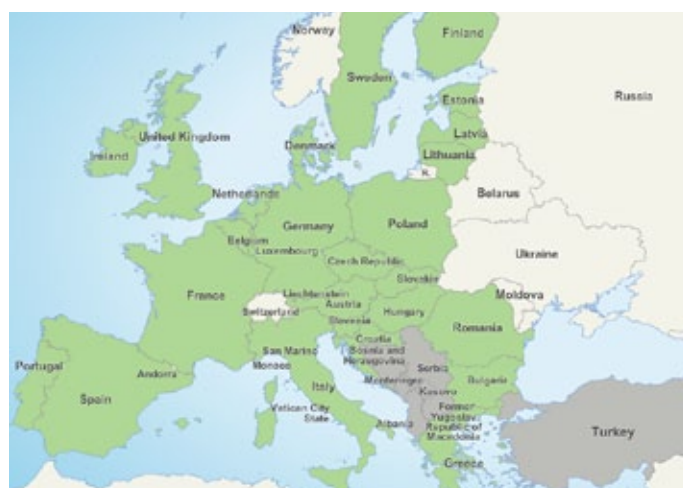 Norway
Finland
Sweden
Russia
Estonia
Latvia
United Kingdom
Ireland
Denmark
Lithuania
R.
Belarus
Netherlands
Germany
Poland
Belgium
Luxembourg
Ukraine
Czech Republic
Slovakia
France
Liechtenstein
Moldova
Austria
Switzerland
Hungary
Slovenia
Romania
Croatia
San Marino
Bosnia and
Herzegovina
Portugal
Andorra
Monaco
Serbia
Montenegro
Bulgaria
Italy
Kosovo
Spain
Vatican City
State
Former
Yugoslav
Republic of
Macedonia
Albania
Turkey
Greece